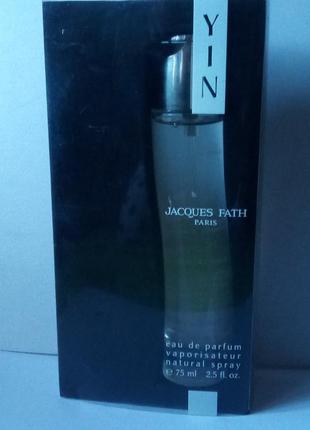 YIN
JACQUES FATH
PARIS
eau de parfum
vaporisateur
natural spray
e 75 ml 2.5 fl. oz.